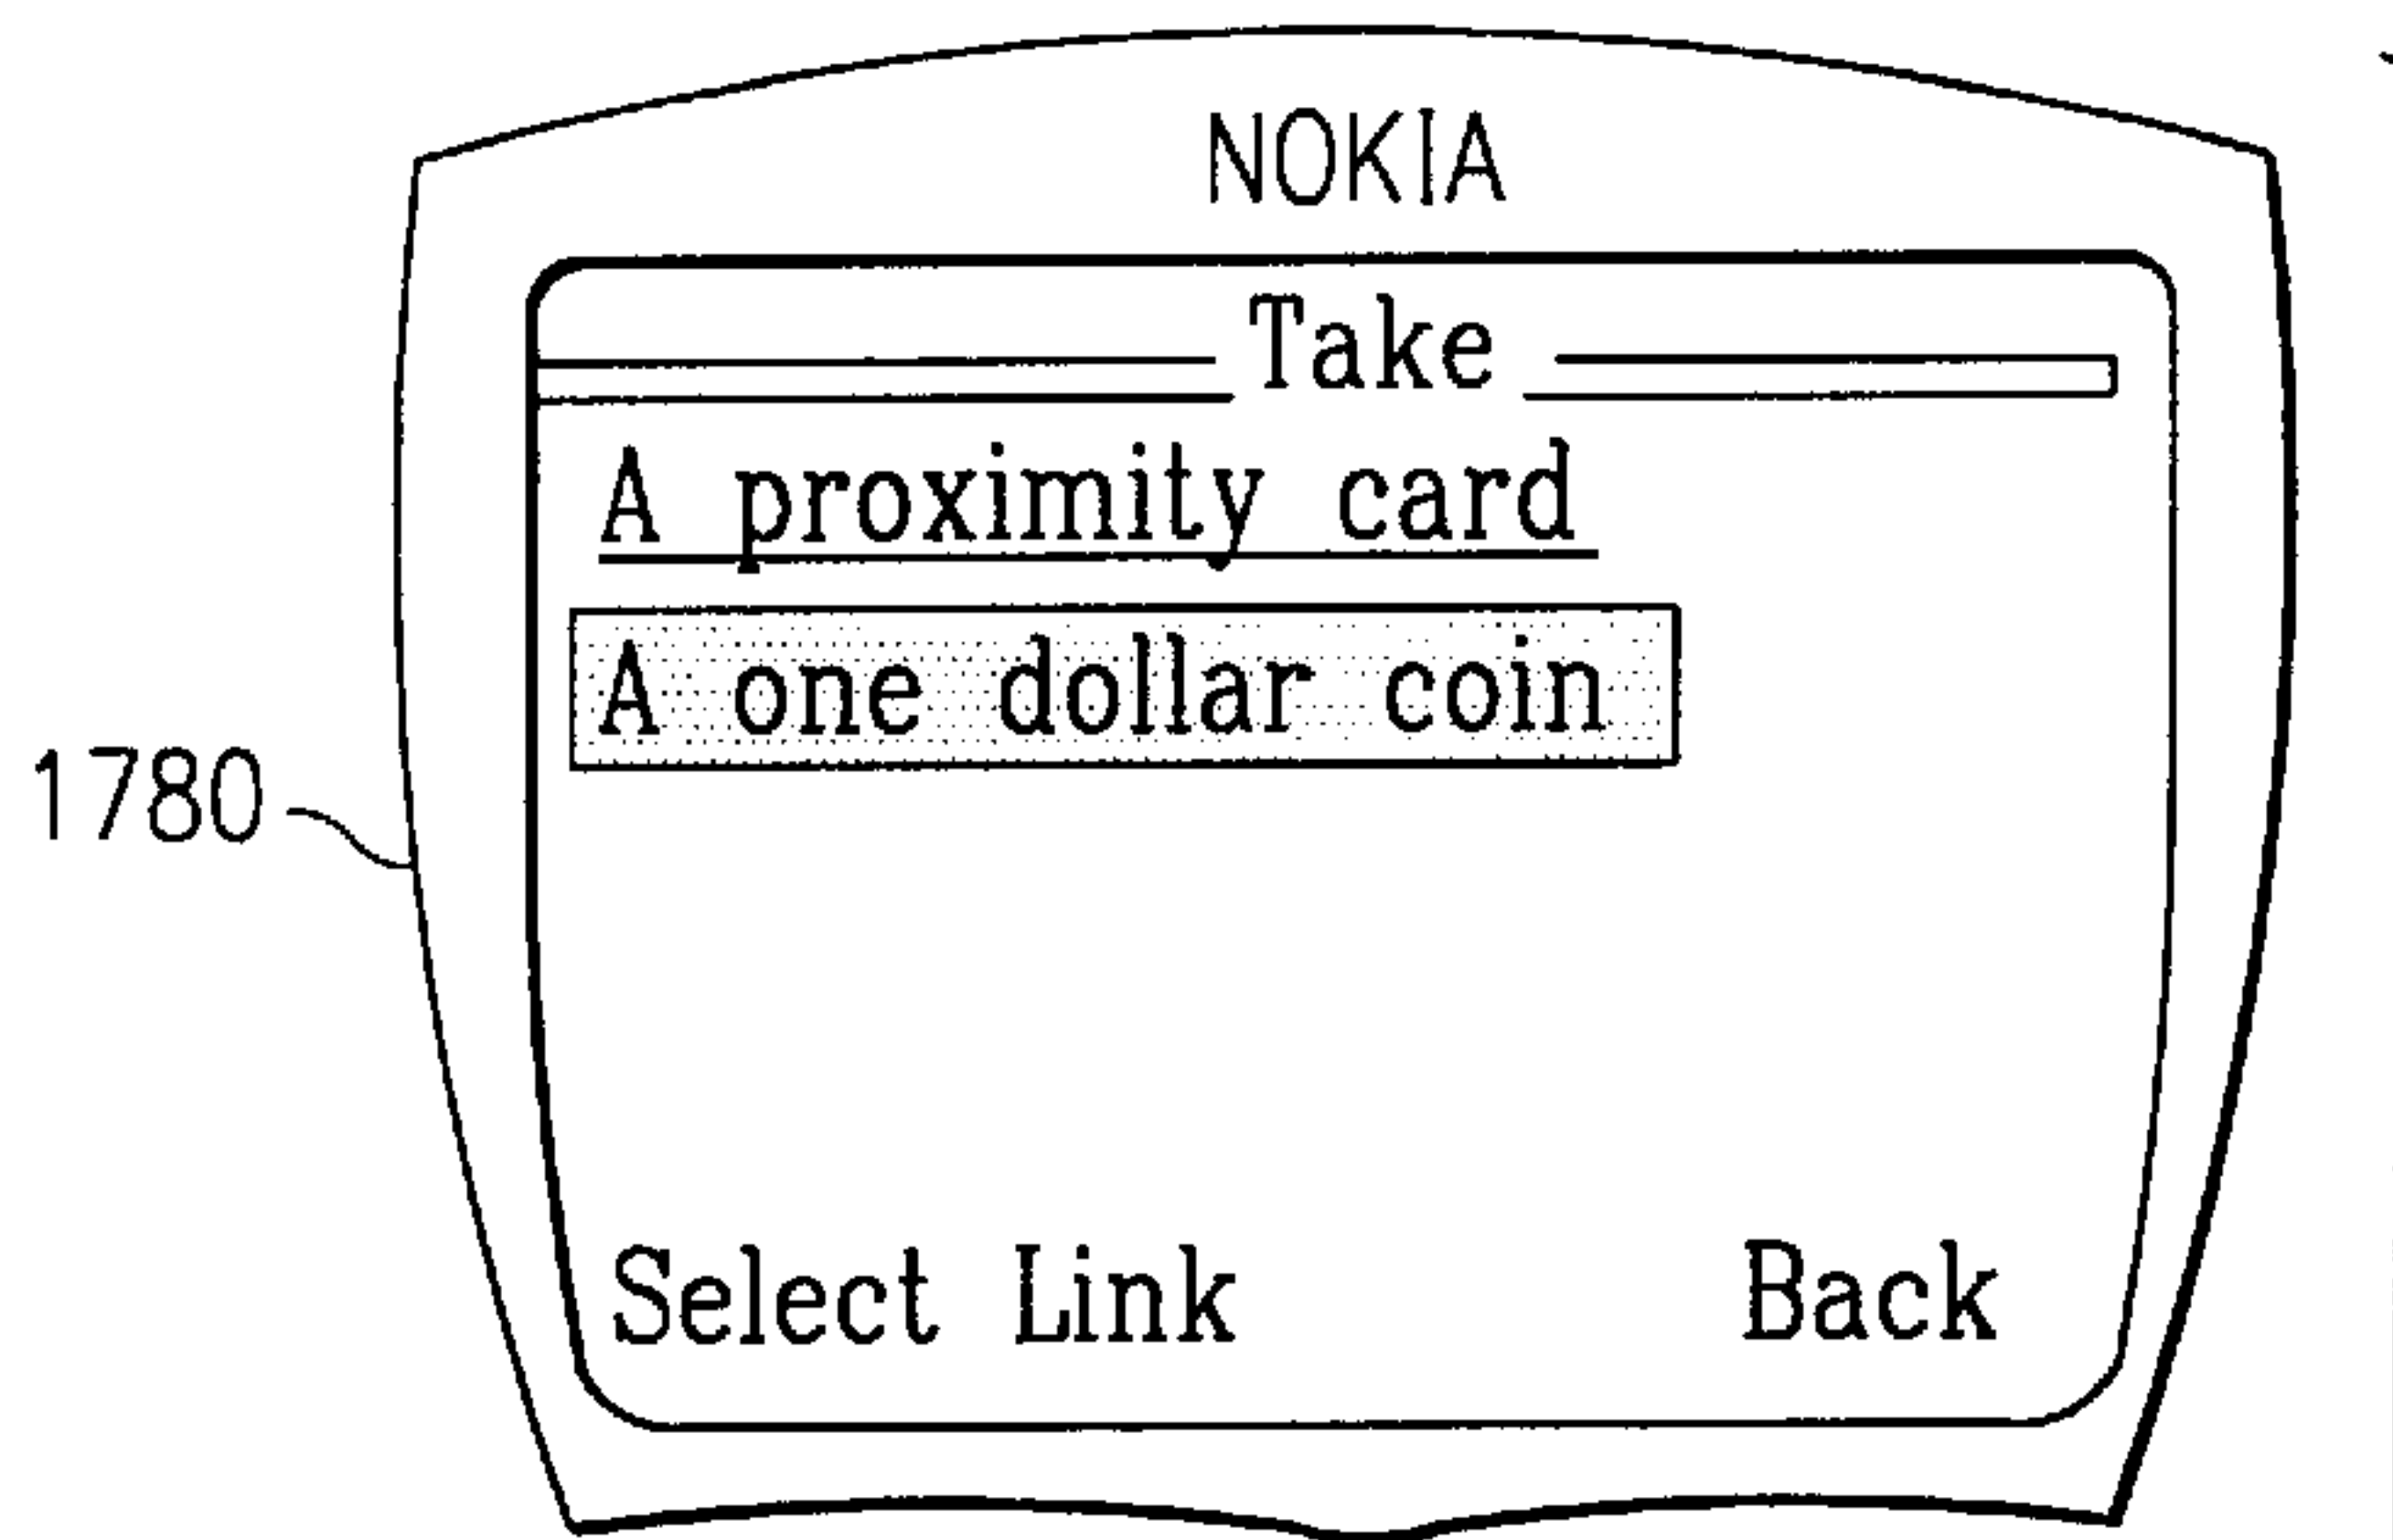 NOKIA
Take
A proximity card
A one dollar coin
1780
Select Link Back